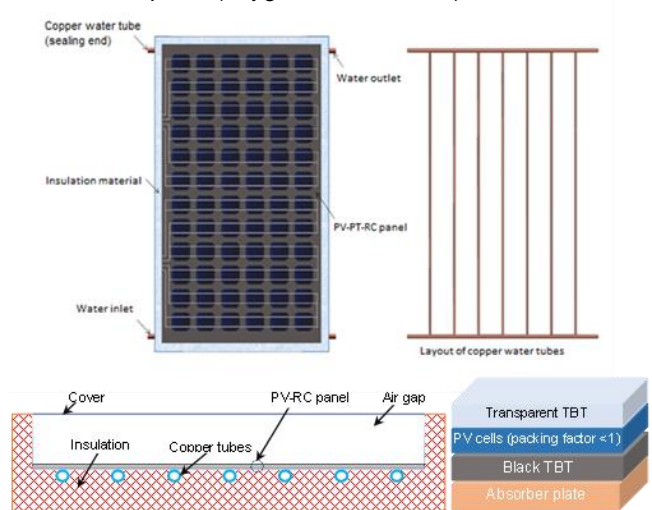 Copper water tube
(sealing end)
Water outlet
Insulation material
PV-PT-RC
panel
Water inlet
Layout of copper water tubes
Cover
PV-RC panel
Air gap
Insulation
Copper tubes
Transparent TBT
PV cells (packing factor <1)
Black TBT
Absorber plate